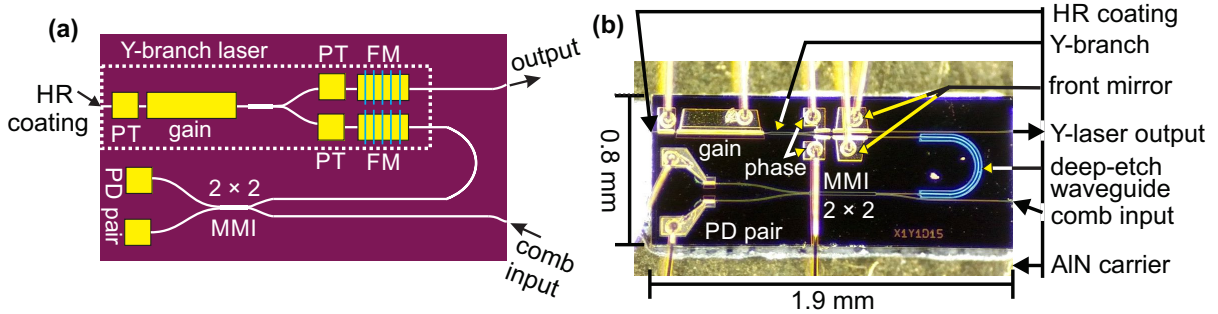 (a)
Y-branch laser
PT FM
output
HR
coating
PT
gain
PT FM
PD
pair
2 × 2
MMI
comb
input
(b)
HR coating
Y-branch
front mirror
Y-laser output
deep-etch
waveguide
comb input
AlN carrier
gain
phase
MMI
2 × 2
PD pair
X1Y1D15
0.8 mm
1.9 mm